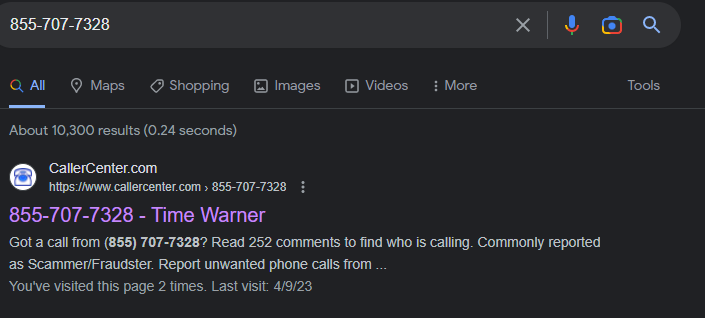 855-707-7328
All Maps Shopping Images Videos More Tools
About 10,300 results (0.24 seconds)
CallerCenter.com
https://www.callercenter.com › 855-707-7328
855-707-7328 - Time Warner
Got a call from (855) 707-7328? Read 252 comments to find who is calling. Commonly reported
as Scammer/Fraudster. Report unwanted phone calls from ...
You've visited this page 2 times. Last visit: 4/9/23